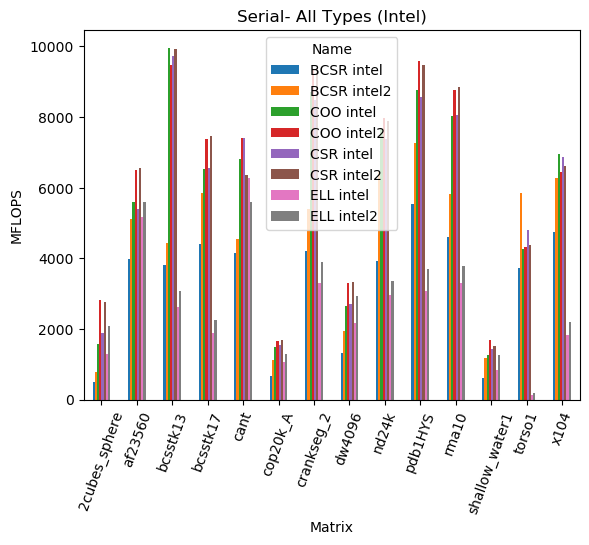 Serial- All Types (Intel)
MFLOPS
10000
8000
6000
4000
2000
0
Name
BCSR intel
BCSR intel2
COO intel
COO intel2
CSR intel
CSR intel2
ELL intel
ELL intel2
2cubes_sphere
af23560
bcsstk13
bcsstk17
cant
cop20k_A
crankseg_2
dw4096
nd24k
pdb1HYS
rma10
shallow_water1
torso1
x104
Matrix